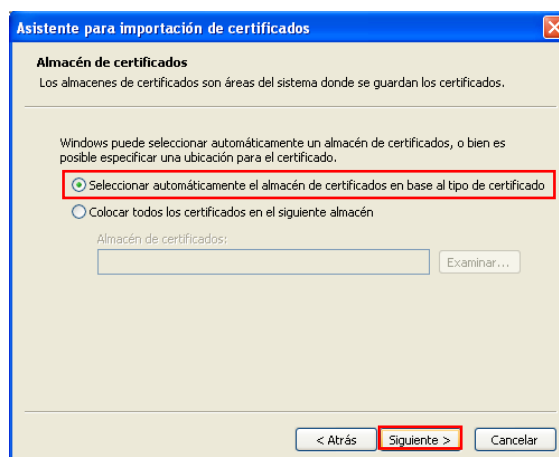 Asistente para importación de certificados
Almacén de certificados
Los almacenes de certificados son áreas del sistema donde se guardan los certificados.
Windows puede seleccionar automáticamente un almacén de certificados, o bien es
posible especificar una ubicación para el certificado.
Seleccionar automáticamente el almacén de certificados en base al tipo de certificado
Colocar todos los certificados en el siguiente almacén
Almacén de certificados:
Examinar...
< Atrás Siguiente > Cancelar